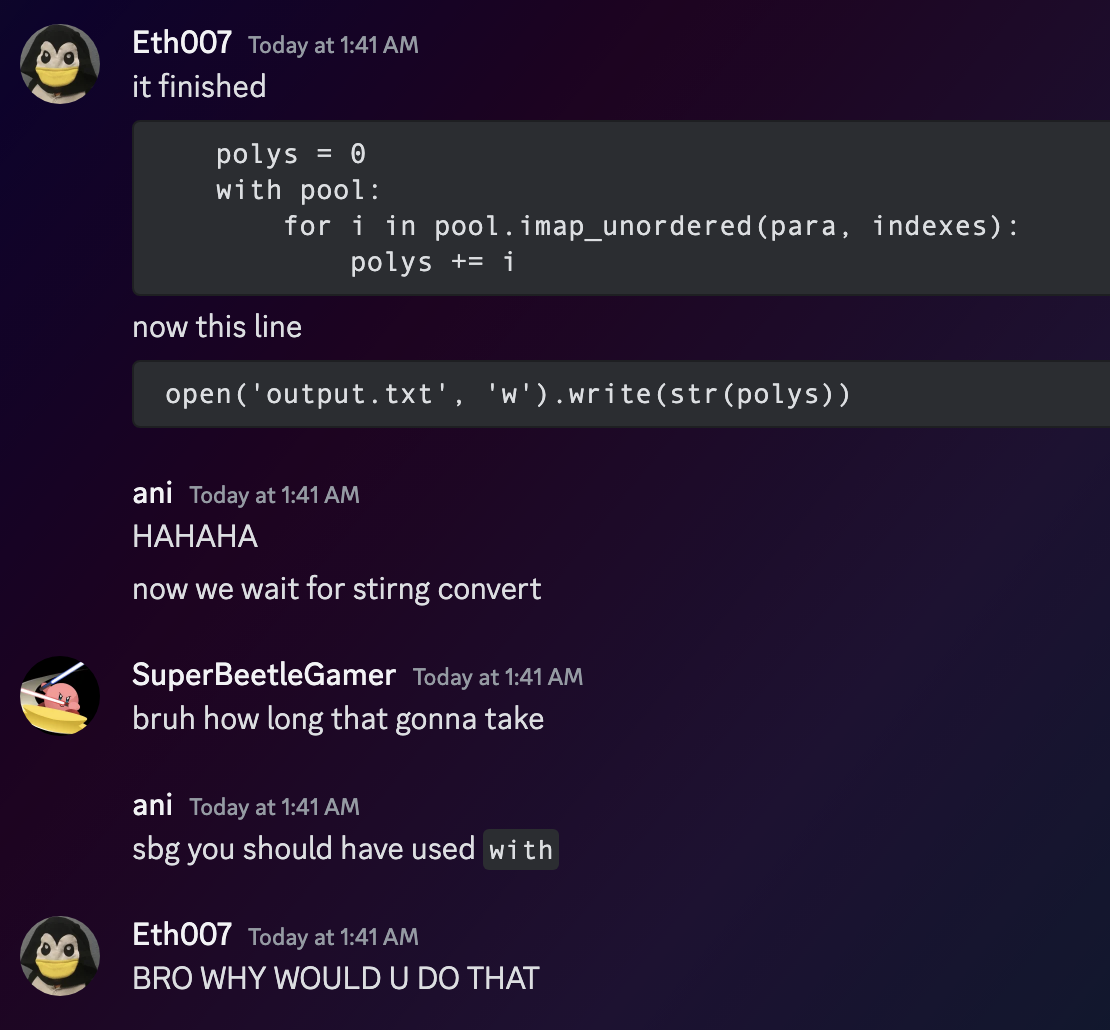 Eth007 Today at 1:41 AM
it finished
polys = 0
with pool:
for i in pool.imap_unordered(para, indexes):
polys += i
now this line
open('output.txt', 'w').write(str(polys))
ani Today at 1:41 AM
HAHAHA
now we wait for stirng convert
SuperBeetleGamer Today at 1:41 AM
bruh how long that gonna take
ani Today at 1:41 AM
sbg you should have used with
Eth007 Today at 1:41 AM
BRO WHY WOULD U DO THAT